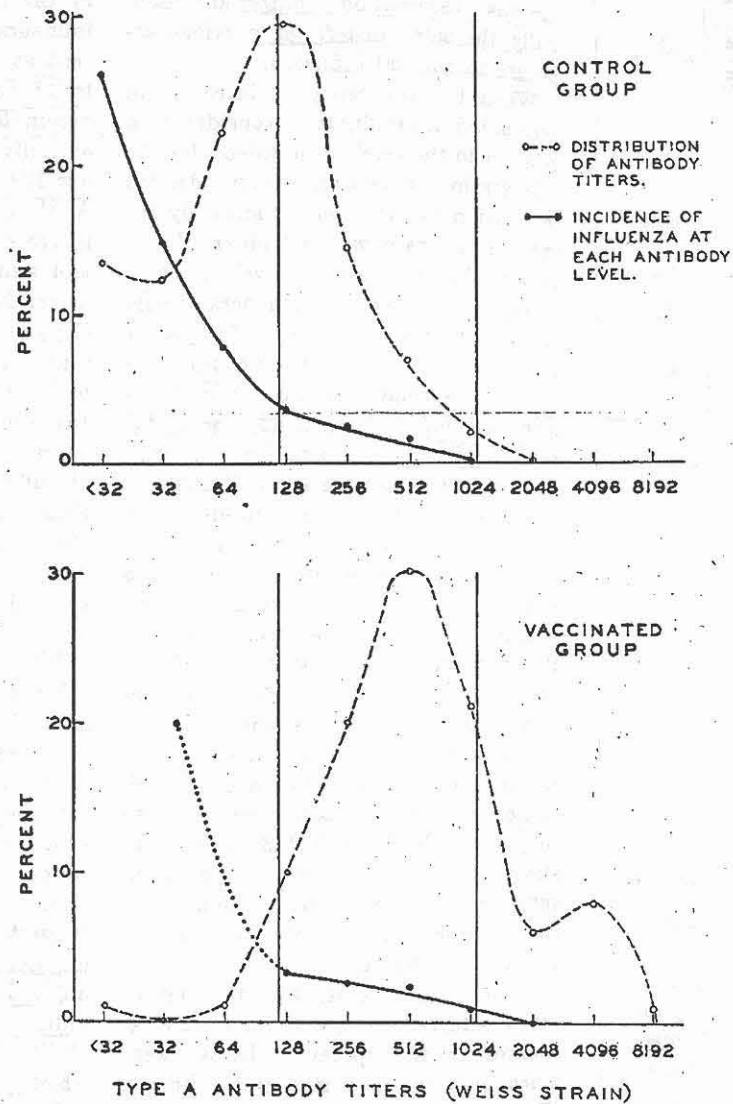 30
20
10
0
PERCENT
CONTROL
GROUP
DISTRIBUTION
OF ANTIBODY
TITERS.
INCIDENCE OF
INFLUENZA AT
EACH ANTIBODY
LEVEL.
<32 32 64 128 256 512 1024 2048 4096 8192
30
20
10
0
PERCENT
VACCINATED
GROUP
<32 32 64 128 256 512 1024 2048 4096 8192
TYPE A ANTIBODY TITERS (WEISS STRAIN)